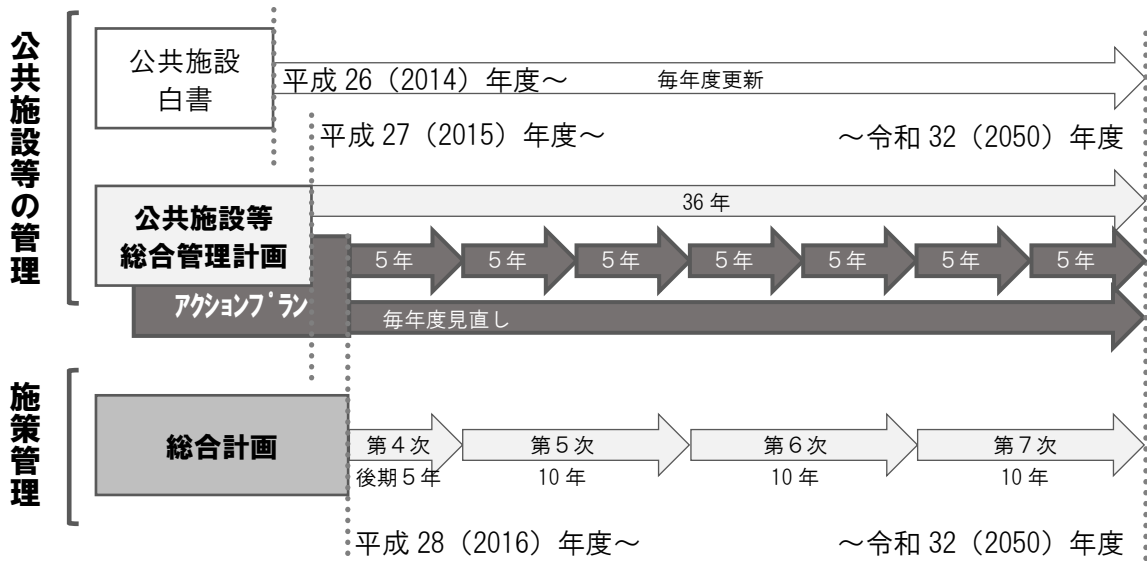 公共施設等の管理
公共施設
白書
平成 26（2014）年度～
毎年度更新
平成 27（2015）年度～
～令和 32（2050）年度
公共施設等
総合管理計画
36 年
５年
５年
５年
５年
５年
５年
５年
アクションプラン
毎年度見直し
施策管理
総合計画
第４次
後期５年
第５次
10 年
第６次
10 年
第７次
10 年
平成 28（2016）年度～
～令和 32（2050）年度